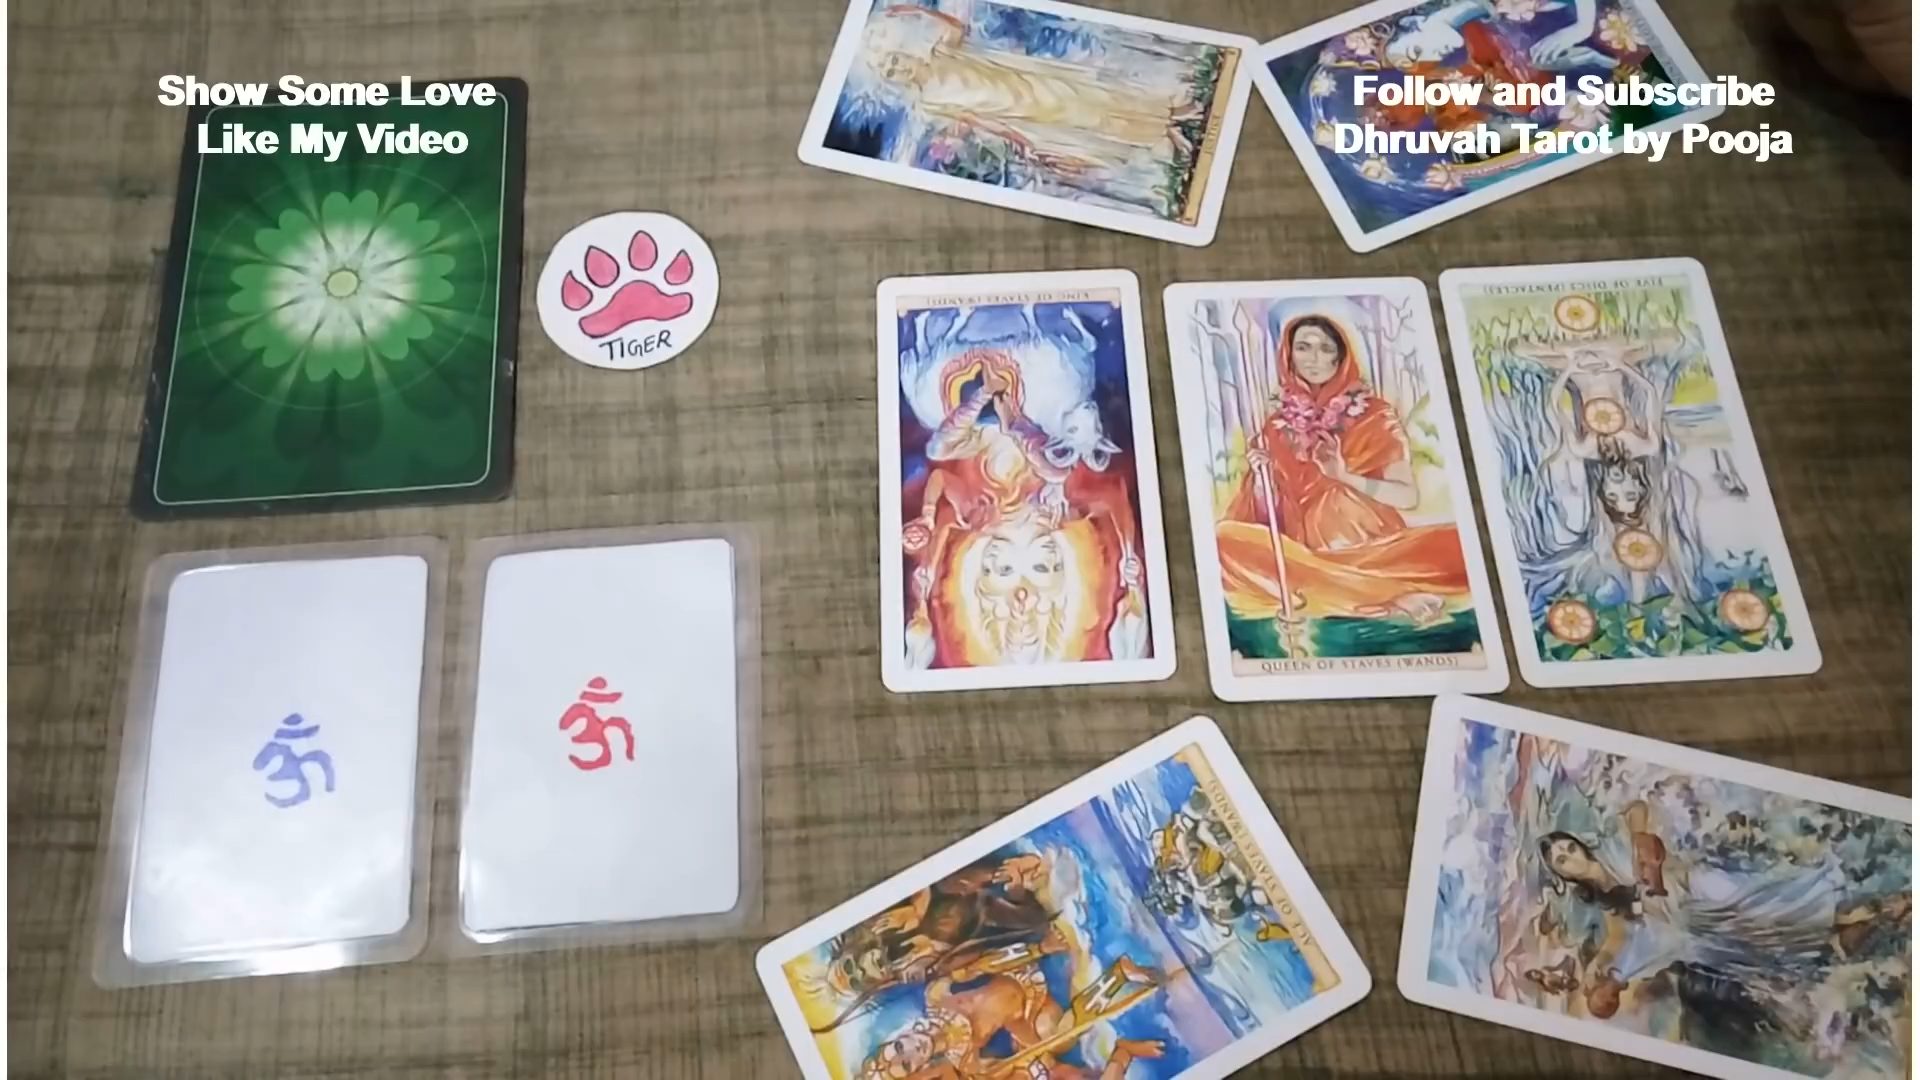 Show Some Love
Like My Video
Follow and Subscribe
Dhruvah Tarot by Pooja
TIGER
KING OF STAVES (WANDS)
QUEEN OF STAVES (WANDS)
FIVE OF DISCS (PENTACLES)
ॐ
ॐ
ACE OF STAVES (WANDS)